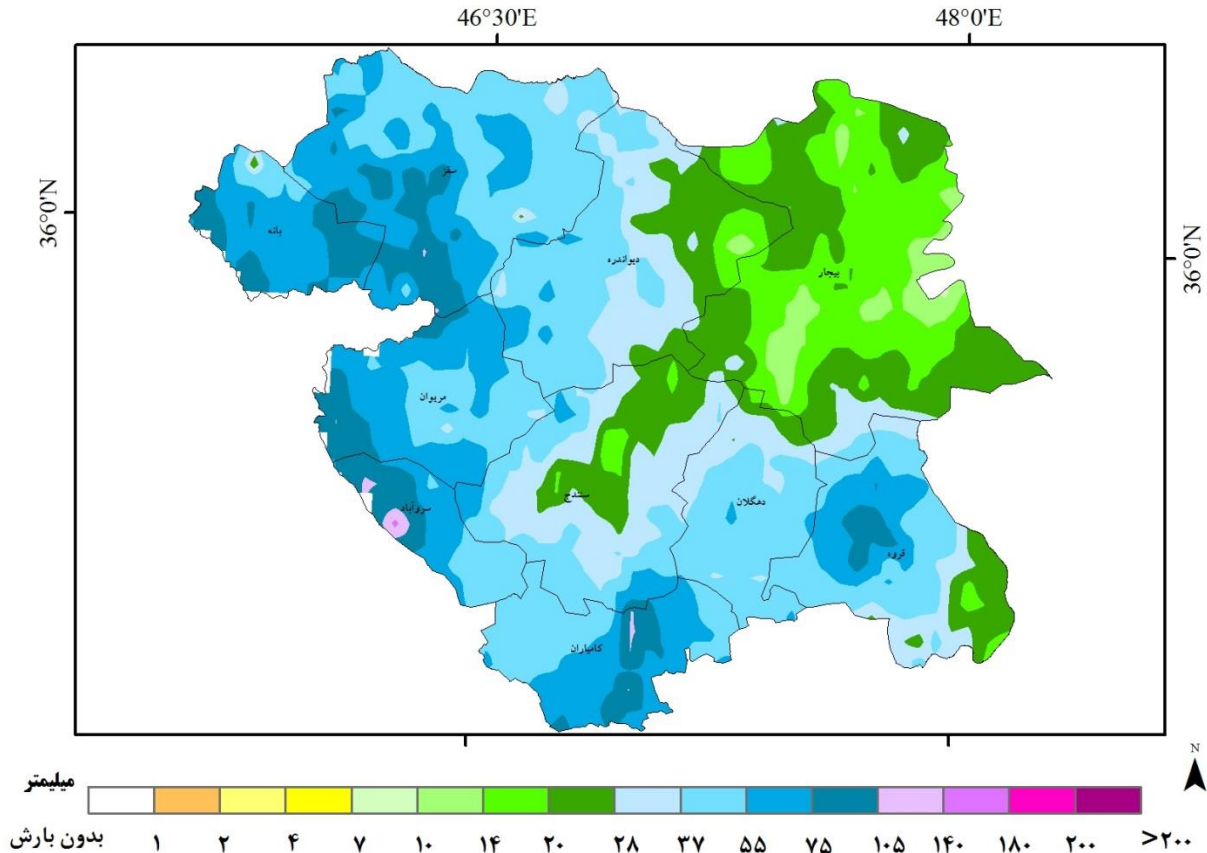 46°30'E 48°0'E
36°0'N
36°0'N
سقز
بانه
دیواندره
بیجار
مریوان
سنندج
دهگلان
سروآباد
قروه
کامیاران
N
میلیمتر
بدون بارش ۱ ۲ ۴ ۷ ۱۰ ۱۴ ۲۰ ۲۸ ۳۷ ۵۵ ۷۵ ۱۰۵ ۱۴۰ ۱۸۰ ۲۰۰ >۲۰۰